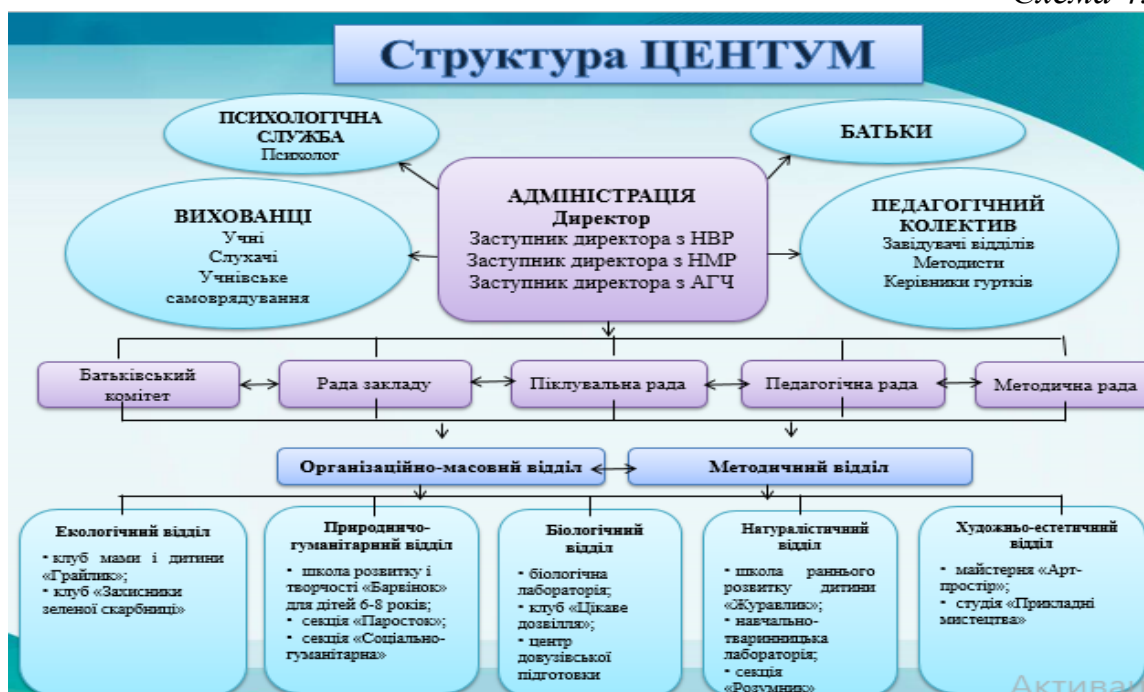 Структура ЦЕНТУМ
ПСИХОЛОГІЧНА
СЛУЖБА
Психолог
БАТЬКИ
АДМІНІСТРАЦІЯ
Директор
Заступник директора з НВР
Заступник директора з НМР
Заступник директора з АГЧ
ВИХОВАНЦІ
Учні
Слухачі
Учнівське
самоврядування
ПЕДАГОГІЧНИЙ
КОЛЕКТИВ
Завідувачі відділів
Методисти
Керівники гуртків
Батьківський
комітет
Рада закладу
Піклувальна рада
Педагогічна рада
Методична рада
Організаційно-масовий відділ
Методичний відділ
Екологічний відділ
• клуб мами і дитини
«Грайлик»;
• клуб «Захисники
зеленої скарбниці»
Природничо-
гуманітарний відділ
• школа розвитку і
творчості «Барвінок»
для дітей 6-8 років;
• секція «Паросток»;
• секція «Соціально-
гуманітарна»
Біологічний
відділ
• біологічна
лабораторія;
• клуб «Цікаве
дозвілля»;
• центр
довузівської
підготовки
Натуралістичний
відділ
• школа раннього
розвитку дитини
«Журавлик»;
• навчально-
тваринницька
лабораторія;
• секція
«Розумник»
Художньо-естетичний
відділ
• майстерня «Арт-
простір»;
• студія «Прикладні
мистецтва»